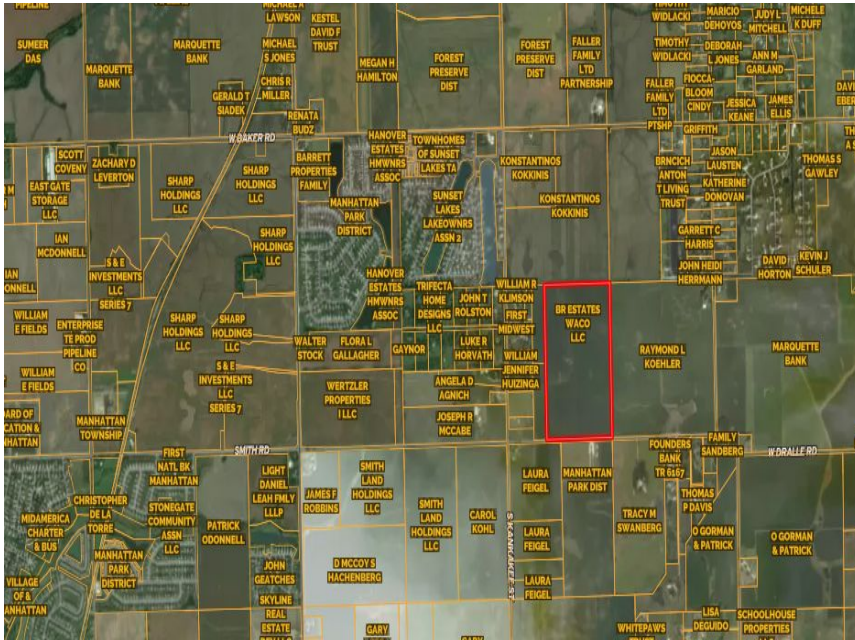 PIPELINE
SUMEER
DAS
MARQUETTE
BANK
MARQUETTE
BANK
MICHAEL A
LAWSON
MICHAEL
S JONES
CHRIS R
MILLER
GERALD T
SIADEK
KESTEL
DAVID F
TRUST
RENATA
BUDZ
MEGAN H
HAMILTON
FOREST
PRESERVE
DIST
FOREST
PRESERVE
DIST
FALLER
FAMILY
LTD
PARTNERSHIP
TIMOTHY
WIDLACKI
TIMOTHY
WIDLACKI
FALLER
FAMILY
LTD
PTSHP
MARICIO
DEHOYOS
DEBORAH
L JONES
FIOCCA-
BLOOM
CINDY
JUDY L
MITCHELL
ANN M
GARLAND
MICHELE
K DUFF
JESSICA
KEANE
JAMES
ELLIS
GRIFFITH
W BAKER RD
SCOTT
COVENY
EAST GATE
STORAGE
LLC
IAN
MCDONNELL
ZACHARY D
LEVERTON
SHARP
HOLDINGS
LLC
SHARP
HOLDINGS
LLC
SHARP
HOLDINGS
LLC
BARRETT
PROPERTIES
FAMILY
MANHATTAN
PARK
DISTRICT
HANOVER
ESTATES
HMWNRS
ASSOC
TOWNHOMES
OF SUNSET
LAKES TA
SUNSET
LAKES
LAKEOWNRS
ASSN 2
KONSTANTINOS
KOKKINIS
KONSTANTINOS
KOKKINIS
BRNCICH
ANTON
T LIVING
TRUST
JASON
LAUSTEN
KATHERINE
DONOVAN
THOMAS S
GAWLEY
GARRETT C
HARRIS
JOHN HEIDI
HERRMANN
DAVID
HORTON
KEVIN J
SCHULER
S & E
INVESTMENTS
LLC
SERIES 7
HANOVER
ESTATES
HMWNRS
ASSOC
TRIFECTA
HOME
DESIGNS
LLC
JOHN T
ROLSTON
WILLIAM R
KLIMSON
FIRST
MIDWEST
BR ESTATES
WACO
LLC
RAYMOND L
KOEHLER
MARQUETTE
BANK
WILLIAM
E FIELDS
ENTERPRISE
TE PROD
PIPELINE
CO
WILLIAM
E FIELDS
SHARP
HOLDINGS
LLC
SHARP
HOLDINGS
LLC
S & E
INVESTMENTS
LLC
SERIES 7
WALTER
STOCK
FLORA L
GALLAGHER
GAYNOR
LUKE R
HORVATH
WILLIAM
JENNIFER
HUIZINGA
WERTZLER
PROPERTIES
I LLC
ANGELA D
AGNICH
JOSEPH R
MCCABE
MANHATTAN
TOWNSHIP
SMITH RD
W DRALLE RD
FIRST
NATL BK
MANHATTAN
LIGHT
DANIEL
LEAH FMLY
LLLP
JAMES F
ROBBINS
SMITH
LAND
HOLDINGS
LLC
SMITH
LAND
HOLDINGS
LLC
CAROL
KOHL
S KANKAKEE ST
LAURA
FEIGEL
LAURA
FEIGEL
LAURA
FEIGEL
MANHATTAN
PARK DIST
FOUNDERS
BANK
TR 6167
FAMILY
SANDBERG
THOMAS
P DAVIS
TRACY M
SWANBERG
O GORMAN
& PATRICK
O GORMAN
& PATRICK
CHRISTOPHER
DE LA
TORRE
MIDAMERICA
CHARTER
& BUS
STONEGATE
COMMUNITY
ASSN
LLC
PATRICK
ODONNELL
MANHATTAN
PARK
DISTRICT
VILLAGE
OF &
JOHN
GEATCHES
SKYLINE
REAL
ESTATE
D MCCOY S
HACHENBERG
GARY
WHITEPAWS
LISA
DEGUIDO
SCHOOLHOUSE
PROPERTIES